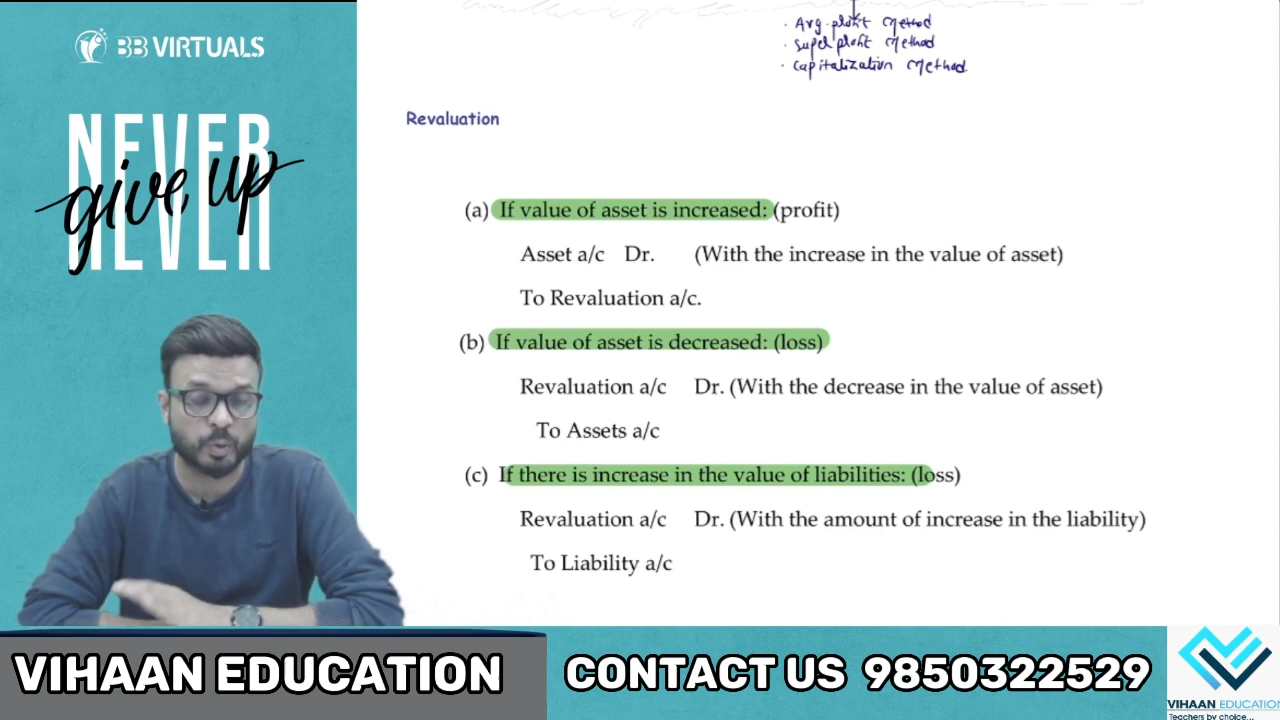 BB VIRTUALS
NEVER
give up
NEVER
· Avg. profit Method
· Super profit Method
· Capitalization Method
Revaluation
(a) If value of asset is increased: (profit)
Asset a/c Dr. (With the increase in the value of asset)
To Revaluation a/c.
(b) If value of asset is decreased: (loss)
Revaluation a/c Dr. (With the decrease in the value of asset)
To Assets a/c
(c) If there is increase in the value of liabilities: (loss)
Revaluation a/c Dr. (With the amount of increase in the liability)
To Liability a/c
VIHAAN EDUCATION
CONTACT US 9850322529
VIHAAN EDUCATION
Teachers by choice...